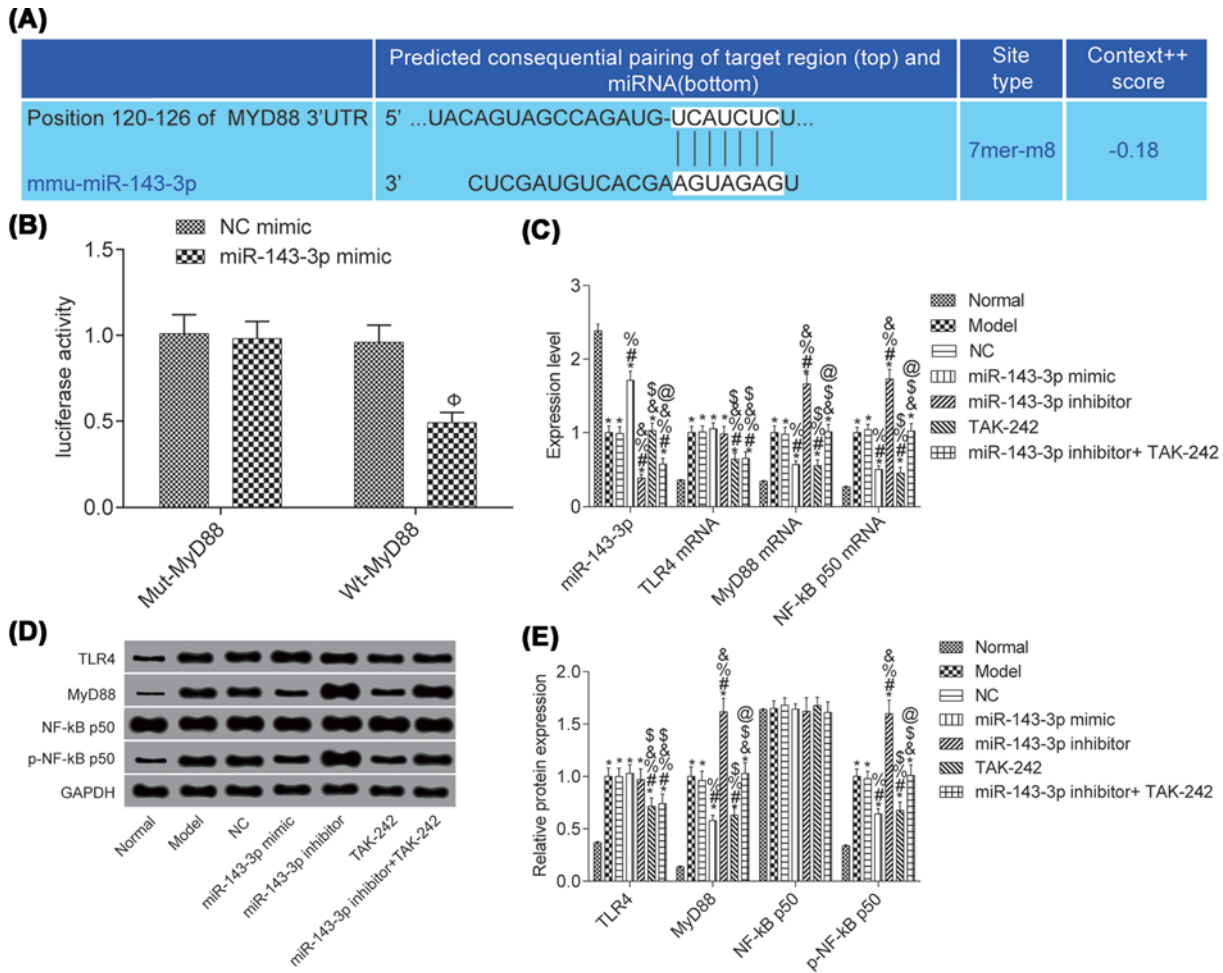 (A)
Predicted consequential pairing of target region (top) and
miRNA(bottom)
Site
type
Context++
score
Position 120-126 of MYD88 3'UTR
5' ...UACAGUAGCCAGAUG-UCAUCUCU...
mmu-miR-143-3p
3' CUCGAUGUCACGAAGUAGAGU
7mer-m8
-0.18
(B)
NC mimic
miR-143-3p mimic
luciferase activity
1.5
1.0
0.5
0.0
Φ
Mut-MyD88
Wt-MyD88
(C)
Expression level
3
2
1
0
* * 
%
#
*
&
%
#
*
$
&
*
@
$
&
%
#
*
* * * *
$
&
%
#
*
$
&
%
#
*
* *
%
#
*
&
%
#
*
$
%
#
*
@
$
&
*
* *
%
#
*
&
%
#
*
$
%
#
*
@
$
&
*
miR-143-3p
TLR4 mRNA
MyD88 mRNA
NF-kB p50 mRNA
Normal
Model
NC
miR-143-3p mimic
miR-143-3p inhibitor
TAK-242
miR-143-3p inhibitor+ TAK-242
(D)
TLR4
MyD88
NF-kB p50
p-NF-kB p50
GAPDH
Normal
Model
NC
miR-143-3p mimic
miR-143-3p inhibitor
TAK-242
miR-143-3p inhibitor+TAK-242
(E)
Relative protein expression
2.0
1.5
1.0
0.5
0.0
* * * *
$
&
%
#
*
$
&
%
#
*
* *
%
#
*
&
%
#
*
$
%
#
*
@
$
&
*
* *
%
#
*
&
%
#
*
$
%
#
*
@
$
&
*
TLR4
MyD88
NF-kB p50
p-NF-kB p50
Normal
Model
NC
miR-143-3p mimic
miR-143-3p inhibitor
TAK-242
miR-143-3p inhibitor+ TAK-242